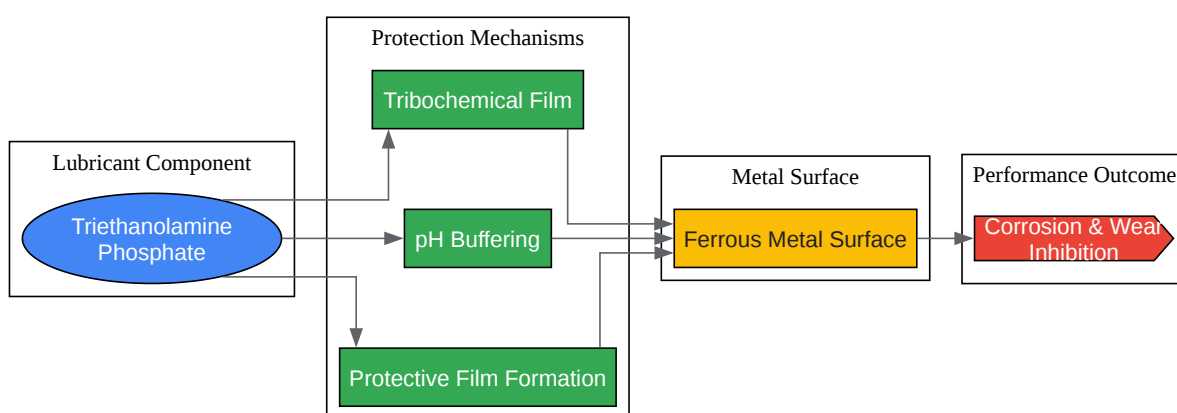 Protection Mechanisms
Tribochemical Film
Lubricant Component
Triethanolamine
Phosphate
pH Buffering
Protective Film Formation
Metal Surface
Ferrous Metal Surface
Performance Outcome
Corrosion & Wear
Inhibition